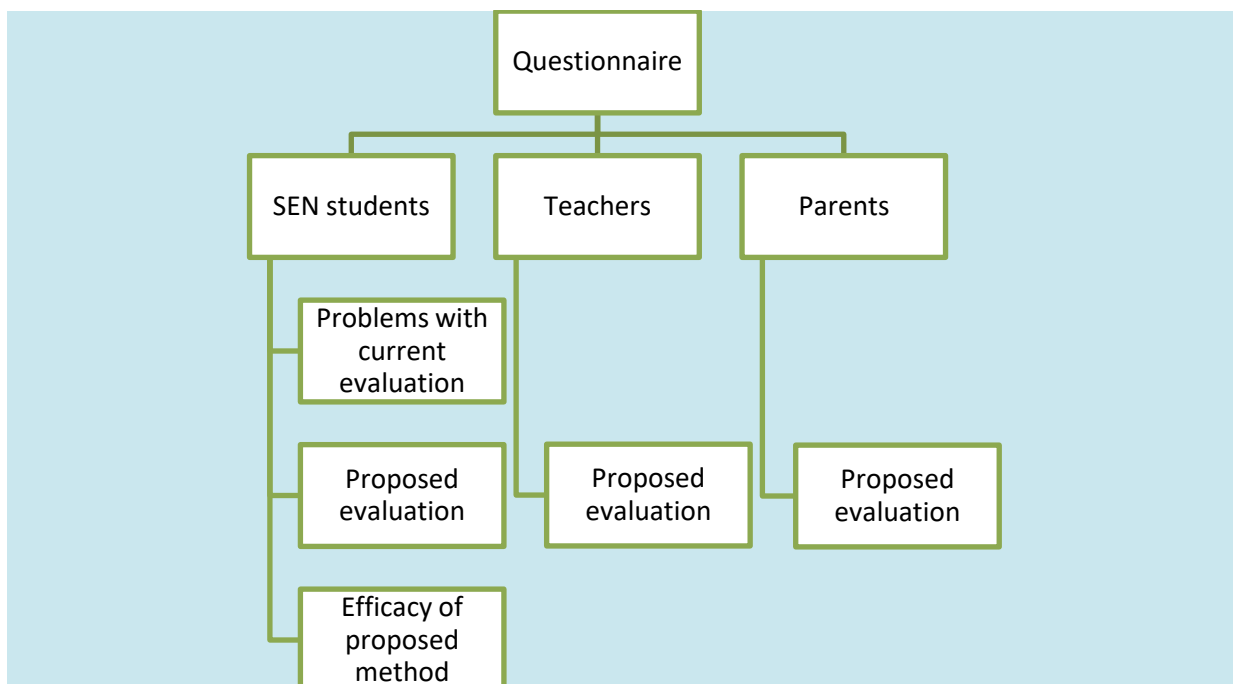 Questionnaire
SEN students
Teachers
Parents
Problems with
current
evaluation
Proposed
evaluation
Proposed
evaluation
Proposed
evaluation
Efficacy of
proposed
method